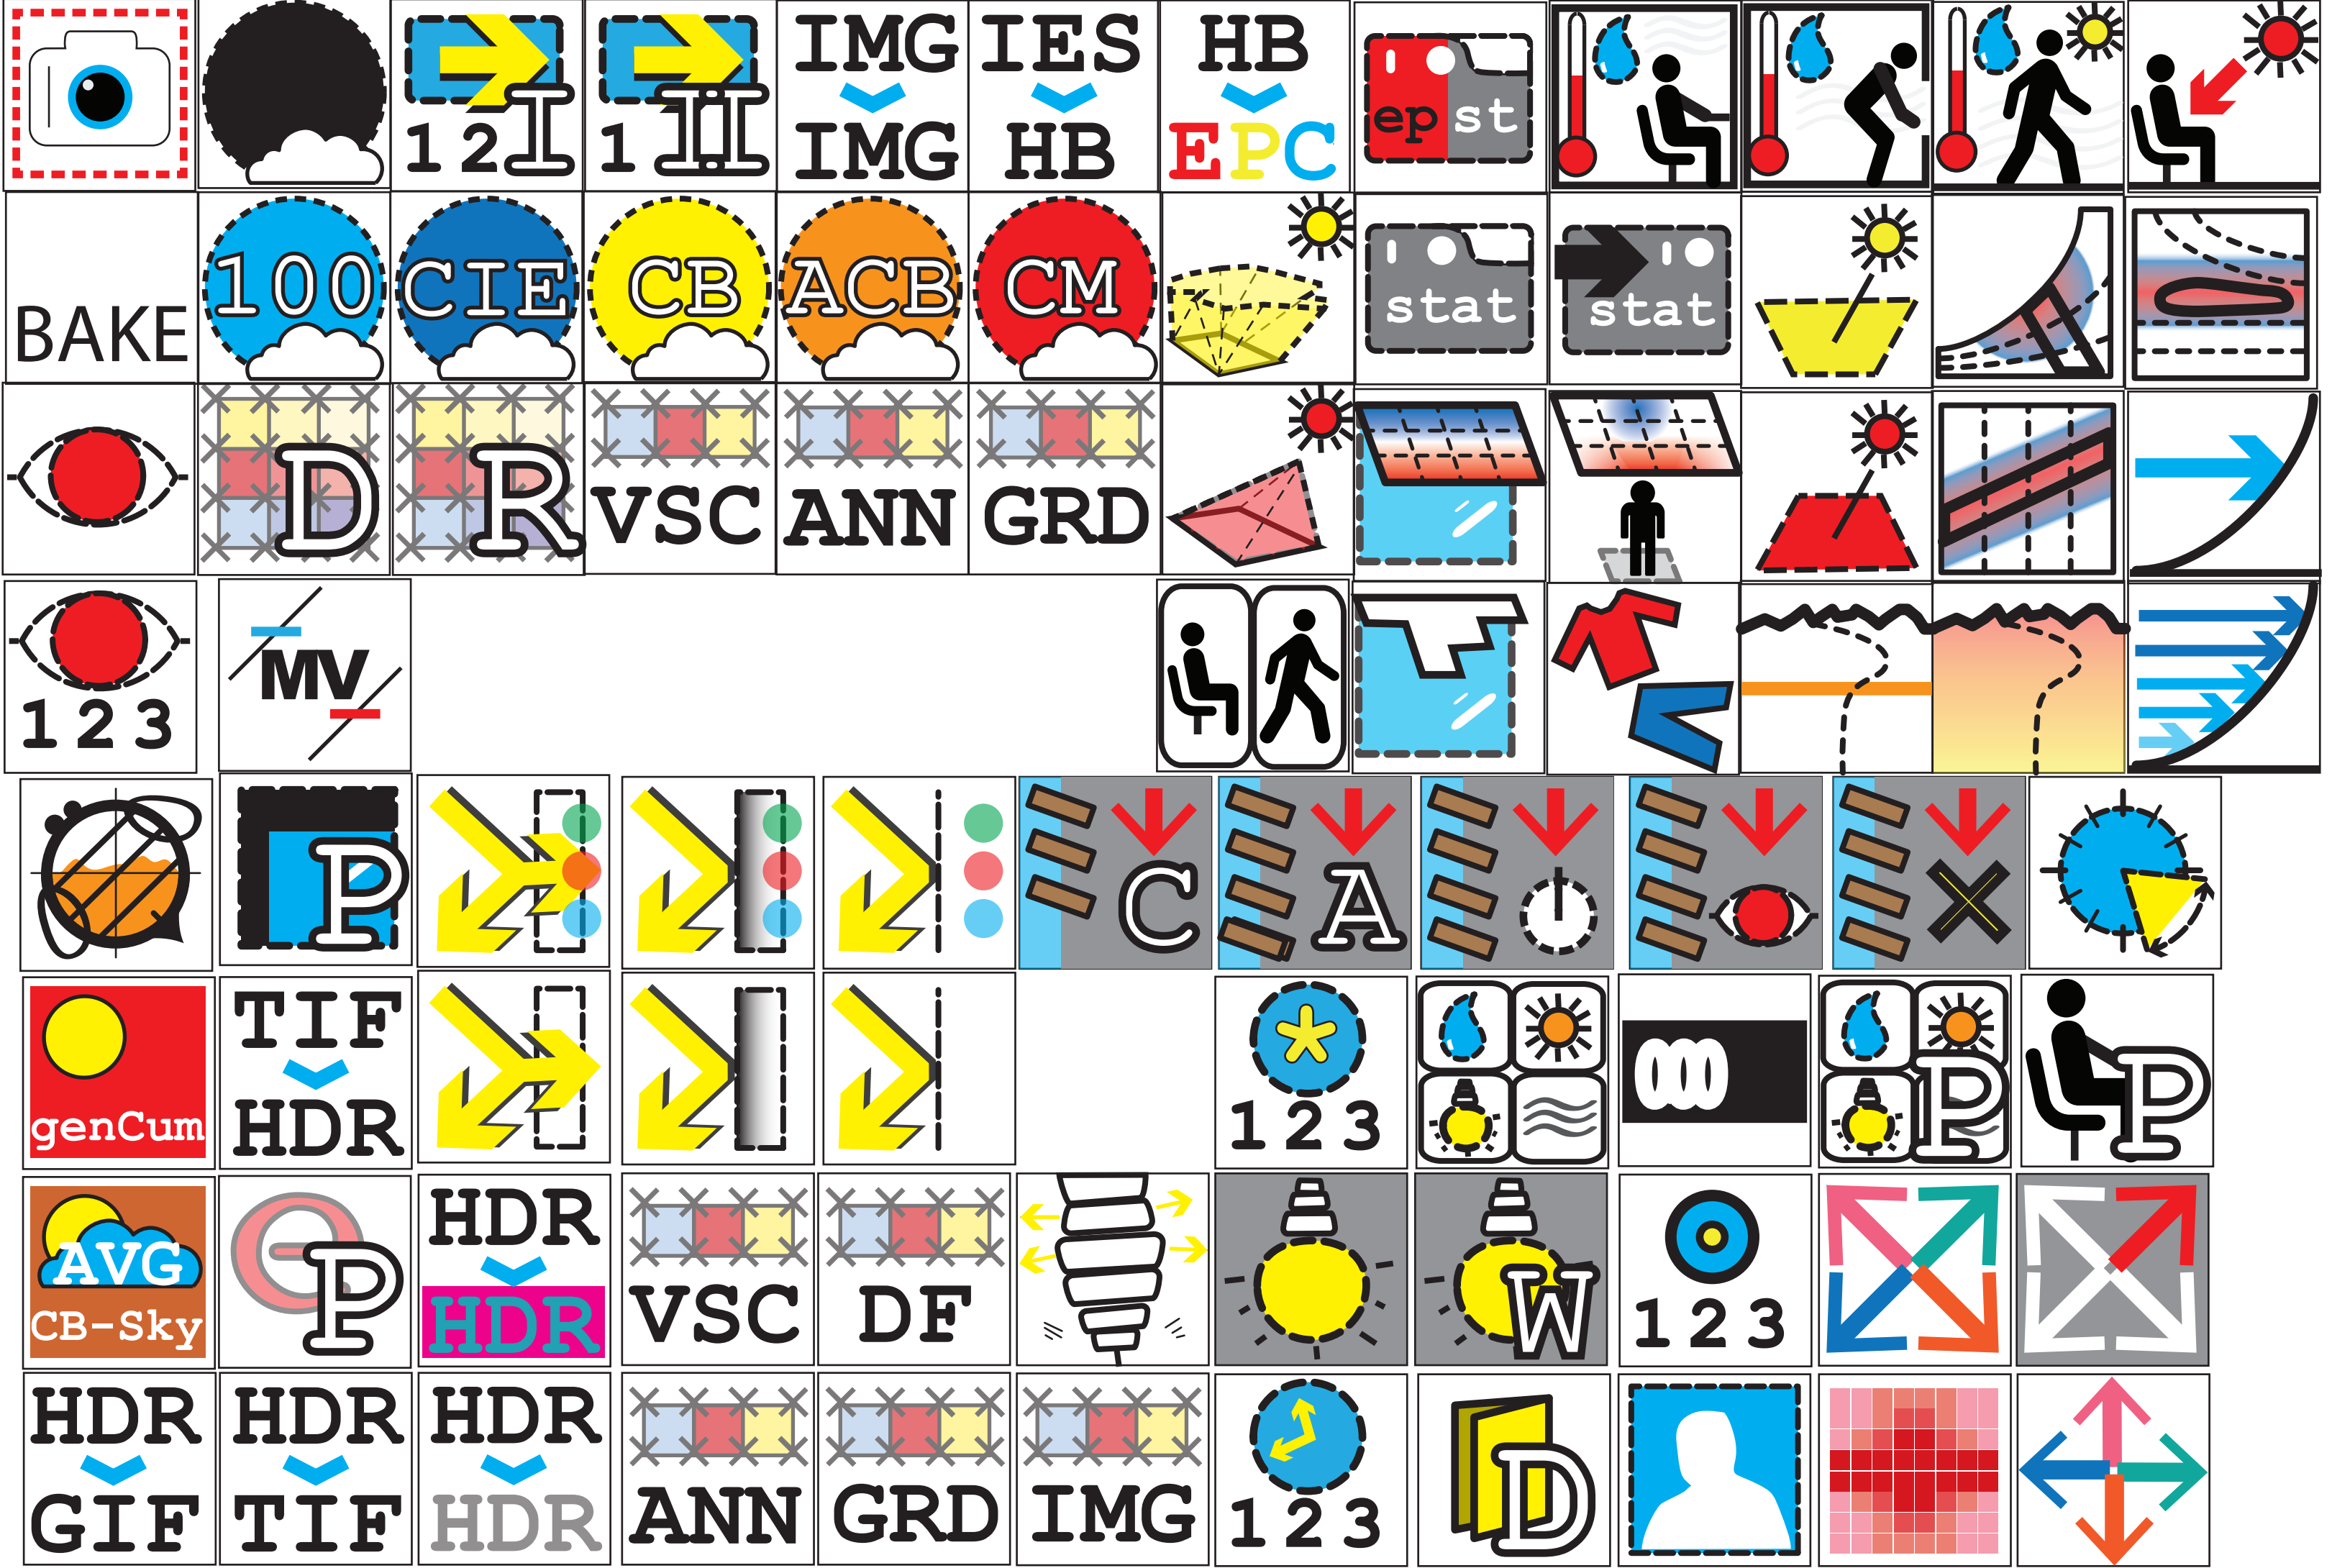 12I
1 II
IMG
IMG
IES
HB
HB
EPC
ep st
BAKE
100
CIE
CB
ACB
CM
stat
stat
D
R
VSC
ANN
GRD
123
MV
P
C
A
genCum
TIF
HDR
123
P
P
AVG
CB-Sky
P
HDR
HDR
VSC
DF
W
123
HDR
GIF
HDR
TIF
HDR
HDR
ANN
GRD
IMG
123
D